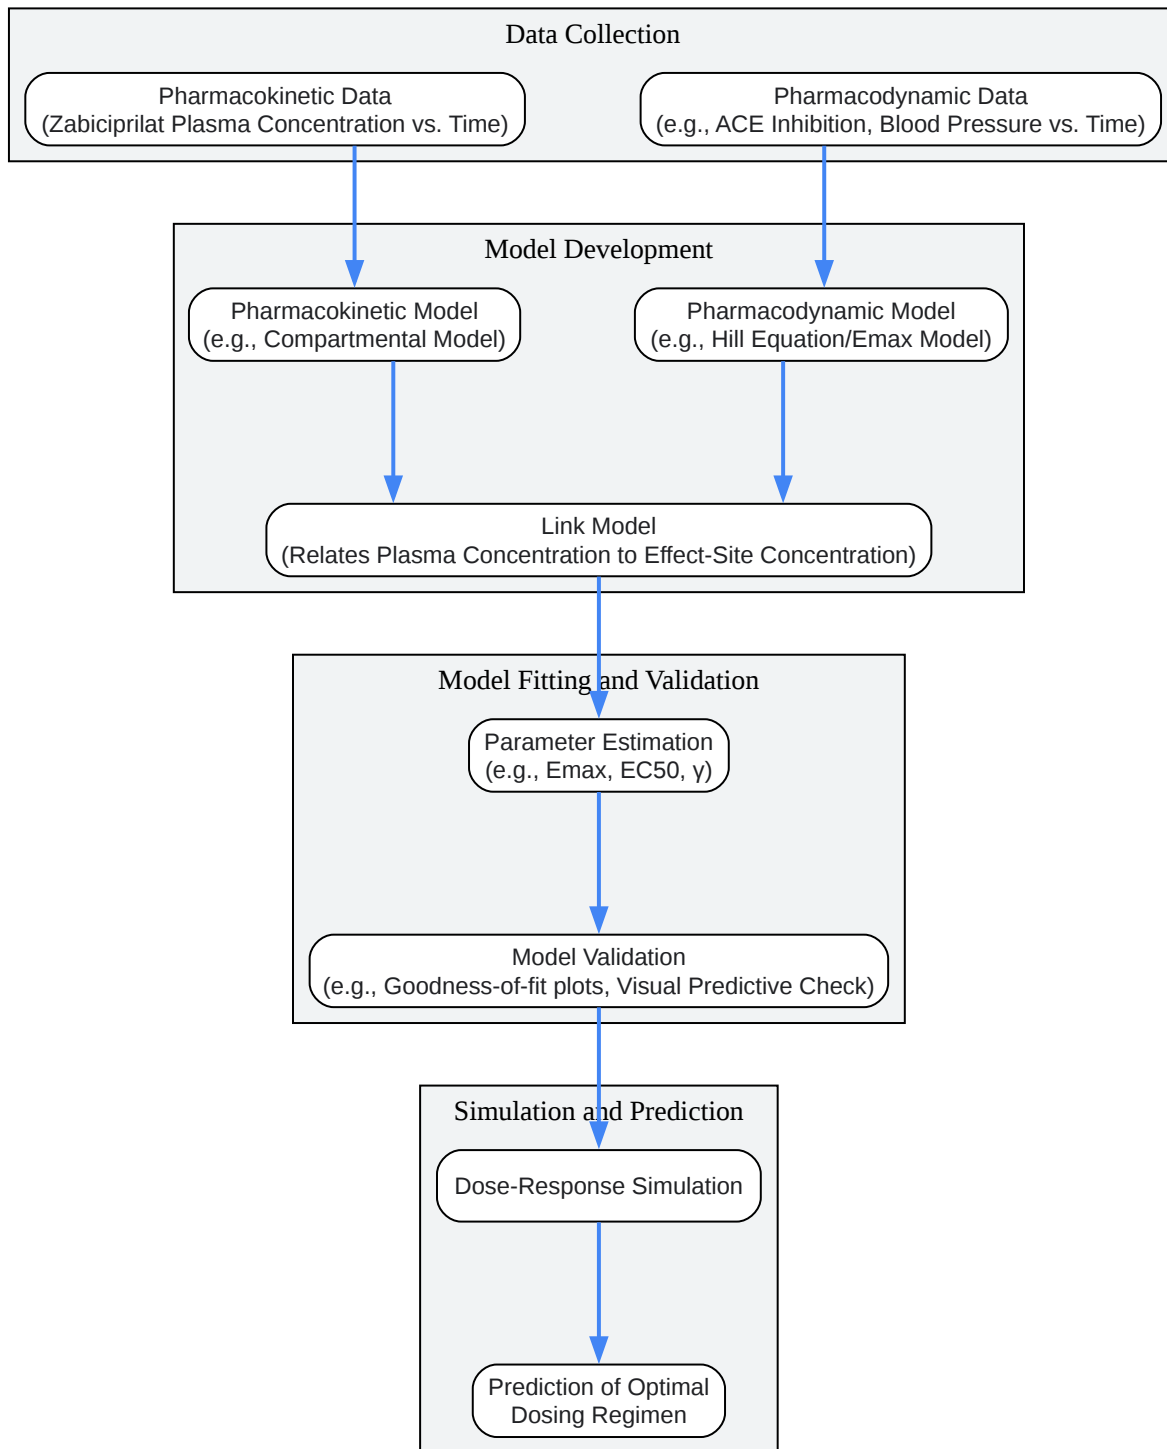 Data Collection
Pharmacokinetic Data
(Zabiciprilat Plasma Concentration vs. Time)
Pharmacodynamic Data
(e.g., ACE Inhibition, Blood Pressure vs. Time)
Model Development
Pharmacokinetic Model
(e.g., Compartmental Model)
Pharmacodynamic Model
(e.g., Hill Equation/Emax Model)
Link Model
(Relates Plasma Concentration to Effect-Site Concentration)
Model Fitting and Validation
Parameter Estimation
(e.g., Emax, EC50, γ)
Model Validation
(e.g., Goodness-of-fit plots, Visual Predictive Check)
Simulation and Prediction
Dose-Response Simulation
Prediction of Optimal
Dosing Regimen